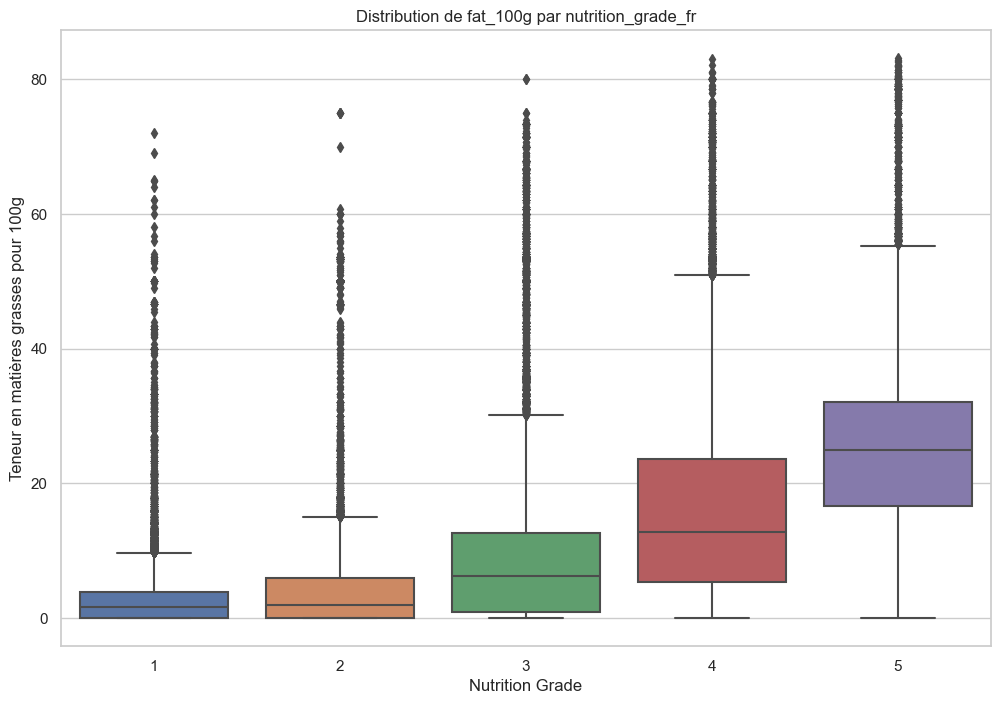 Distribution de fat_100g par nutrition_grade_fr
Teneur en matières grasses pour 100g
80
60
40
20
0
1 2 3 4 5
Nutrition Grade